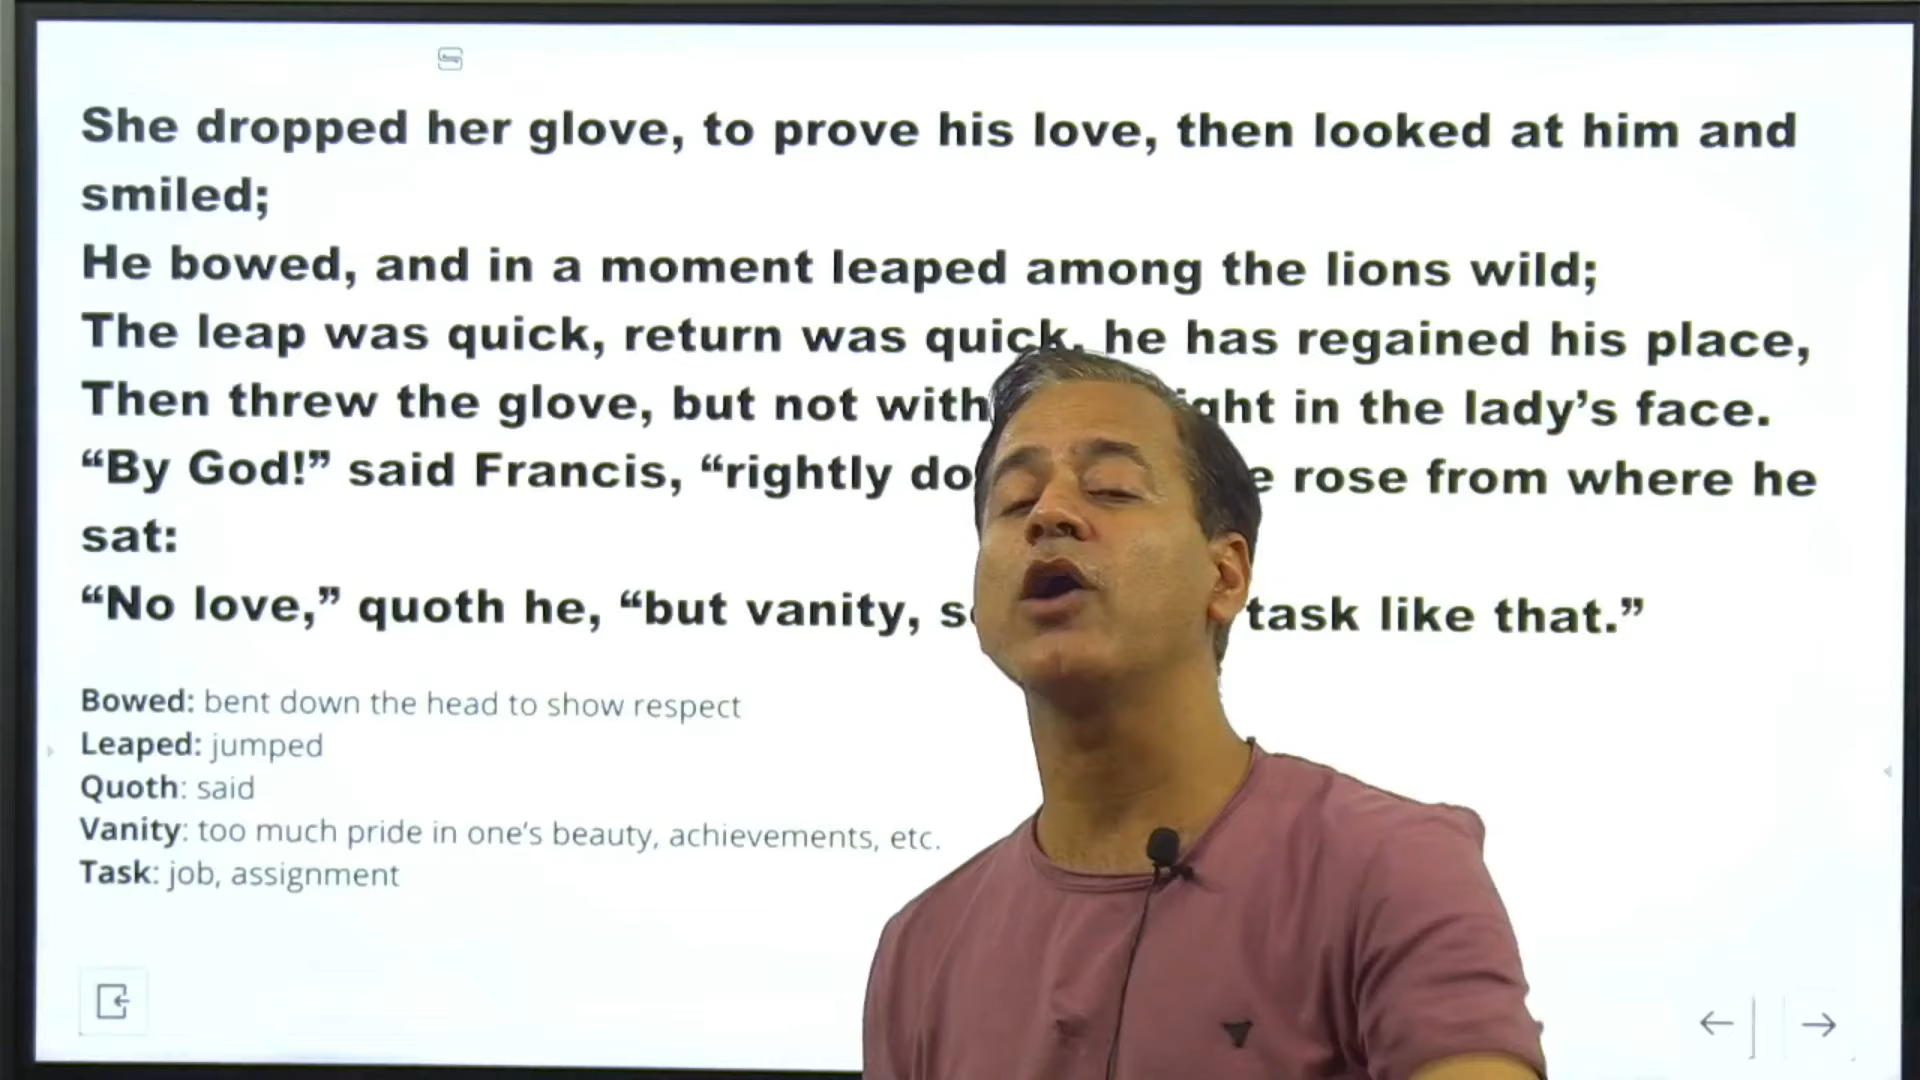 She dropped her glove, to prove his love, then looked at him and
smiled;
He bowed, and in a moment leaped among the lions wild;
The leap was quick, return was quick, he has regained his place,
Then threw the glove, but not in the lady’s face.
“By God!” said Francis, “rightly rose from where he
sat:
“No love,” quoth he, “but vanity, task like that.”
Bowed: bent down the head to show respect
Leaped: jumped
Quoth: said
Vanity: too much pride in one’s beauty, achievements, etc.
Task: job, assignment